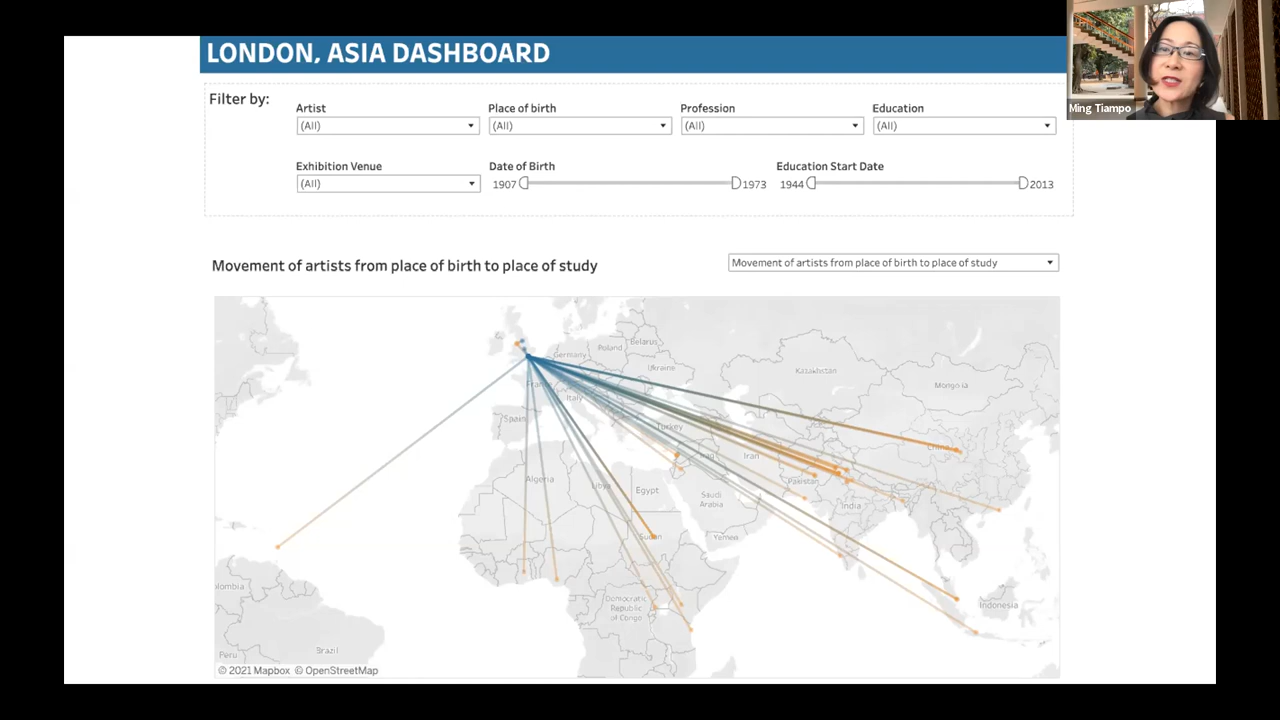 LONDON, ASIA DASHBOARD
Ming Tiampo
Filter by:
Artist
Place of birth
Profession
Education
(All)
(All)
(All)
(All)
Exhibition Venue
Date of Birth
Education Start Date
(All)
1907
1973
1944
2013
Movement of artists from place of birth to place of study
Movement of artists from place of birth to place of study
Belarus
Poland
Germany
Ukraine
Kazakhstan
France
Mongolia
Italy
Spain
Turkey
China
Iraq
Iran
Algeria
Libya
Egypt
Pakistan
Saudi
Arabia
India
Sudan
Yemen
Democratic
Republic
of Congo
Indonesia
Brazil
Peru
© 2021 Mapbox © OpenStreetMap